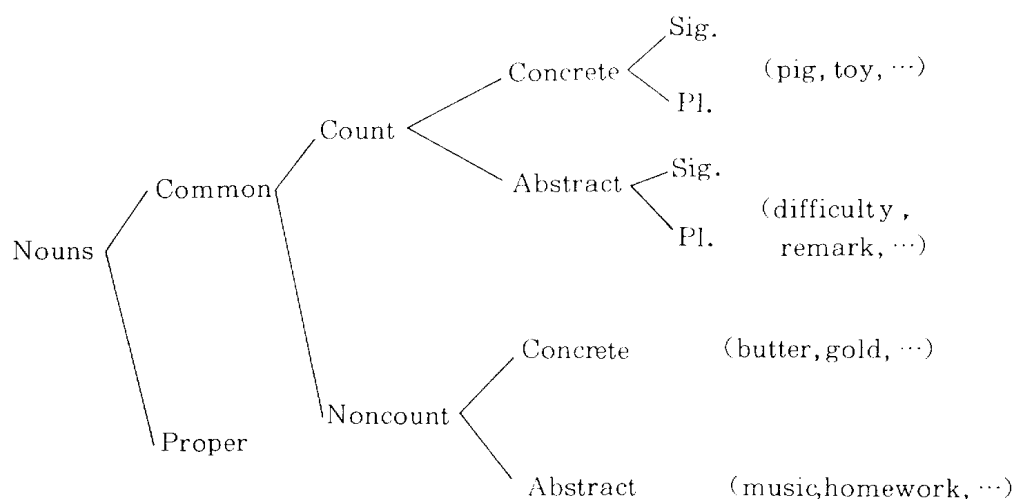 Sig.
Concrete (pig, toy, …)
Pl.
Count
Sig.
Common Abstract (difficulty,
Pl. remark, …)
Nouns
Concrete (butter, gold, …)
Noncount
Proper
Abstract (music,homework, …)